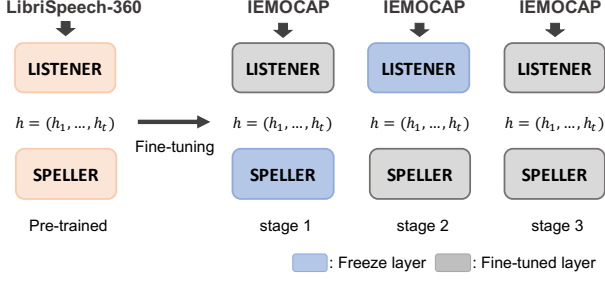 LibriSpeech-360 IEMOCAP IEMOCAP IEMOCAP
LISTENER LISTENER LISTENER LISTENER
h = (h₁, ..., hₜ) h = (h₁, ..., hₜ) h = (h₁, ..., hₜ) h = (h₁, ..., hₜ)
Fine-tuning
SPELLER SPELLER SPELLER SPELLER
Pre-trained stage 1 stage 2 stage 3
: Freeze layer : Fine-tuned layer